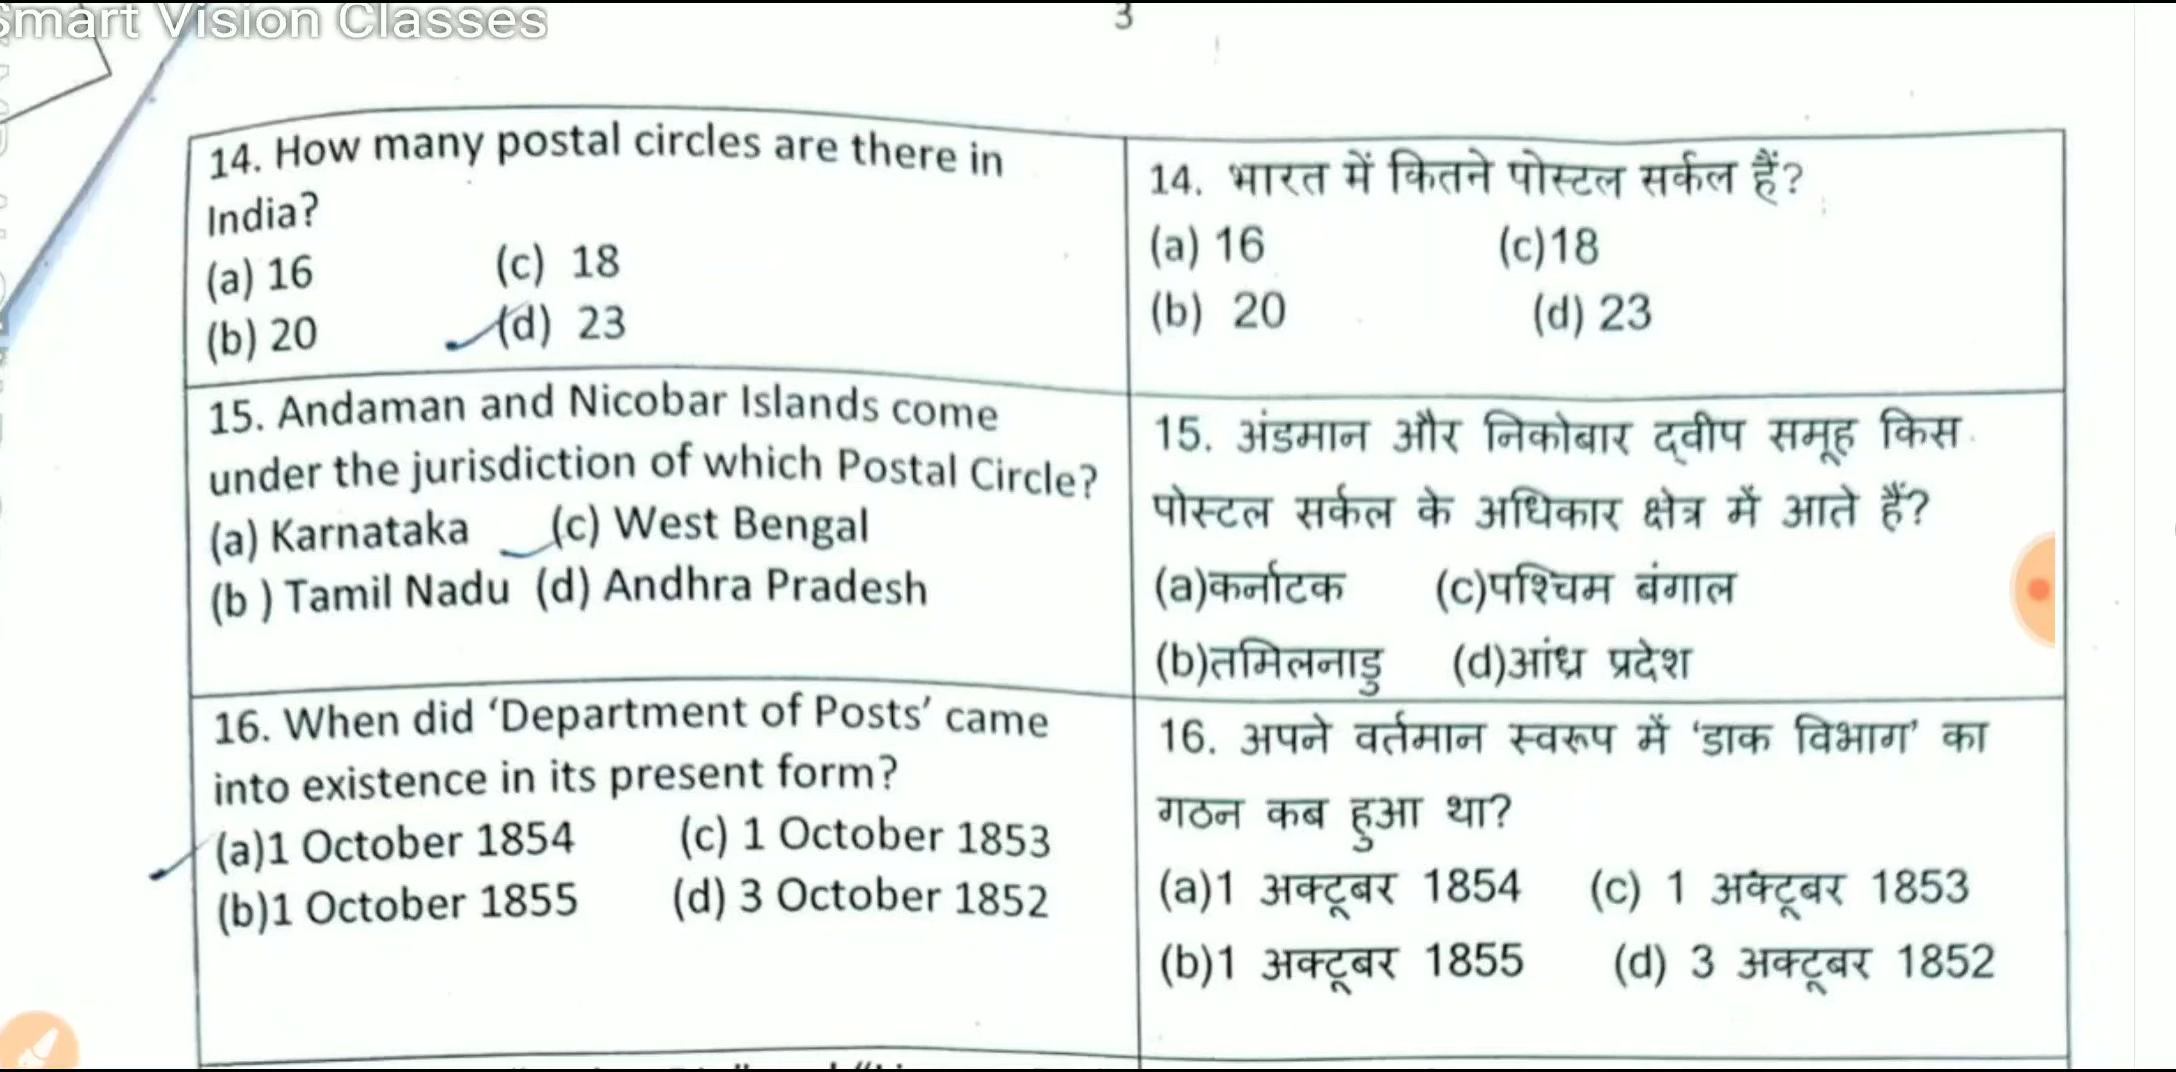 Smart Vision Classes
3
14. How many postal circles are there in
India?
(a) 16 (c) 18
(b) 20 (d) 23
14. भारत में कितने पोस्टल सर्कल हैं?
(a) 16 (c)18
(b) 20 (d) 23
15. Andaman and Nicobar Islands come
under the jurisdiction of which Postal Circle?
(a) Karnataka (c) West Bengal
(b ) Tamil Nadu (d) Andhra Pradesh
15. अंडमान और निकोबार द्वीप समूह किस
पोस्टल सर्कल के अधिकार क्षेत्र में आते हैं?
(a)कर्नाटक (c)पश्चिम बंगाल
(b)तमिलनाडु (d)आंध्र प्रदेश
16. When did ‘Department of Posts’ came
into existence in its present form?
(a)1 October 1854 (c) 1 October 1853
(b)1 October 1855 (d) 3 October 1852
16. अपने वर्तमान स्वरूप में ‘डाक विभाग’ का
गठन कब हुआ था?
(a)1 अक्टूबर 1854 (c) 1 अक्टूबर 1853
(b)1 अक्टूबर 1855 (d) 3 अक्टूबर 1852